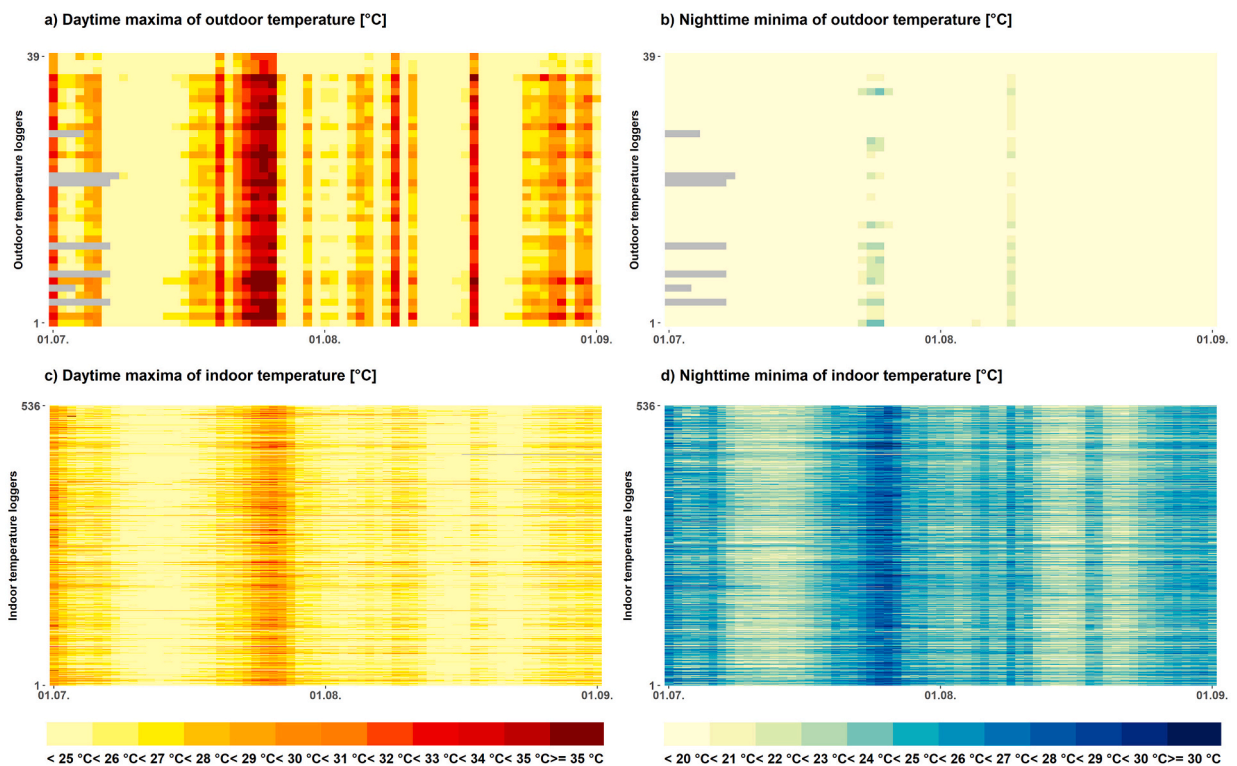 a) Daytime maxima of outdoor temperature [°C]
39
Outdoor temperature loggers
1
01.07.
01.08.
01.09.
b) Nighttime minima of outdoor temperature [°C]
39
Outdoor temperature loggers
1
01.07.
01.08.
01.09.
c) Daytime maxima of indoor temperature [°C]
536
Indoor temperature loggers
1
01.07.
01.08.
01.09.
d) Nighttime minima of indoor temperature [°C]
536
Indoor temperature loggers
1
01.07.
01.08.
01.09.
< 25 °C< 26 °C< 27 °C< 28 °C< 29 °C< 30 °C< 31 °C< 32 °C< 33 °C< 34 °C< 35 °C>= 35 °C
< 20 °C< 21 °C< 22 °C< 23 °C< 24 °C< 25 °C< 26 °C< 27 °C< 28 °C< 29 °C< 30 °C>= 30 °C